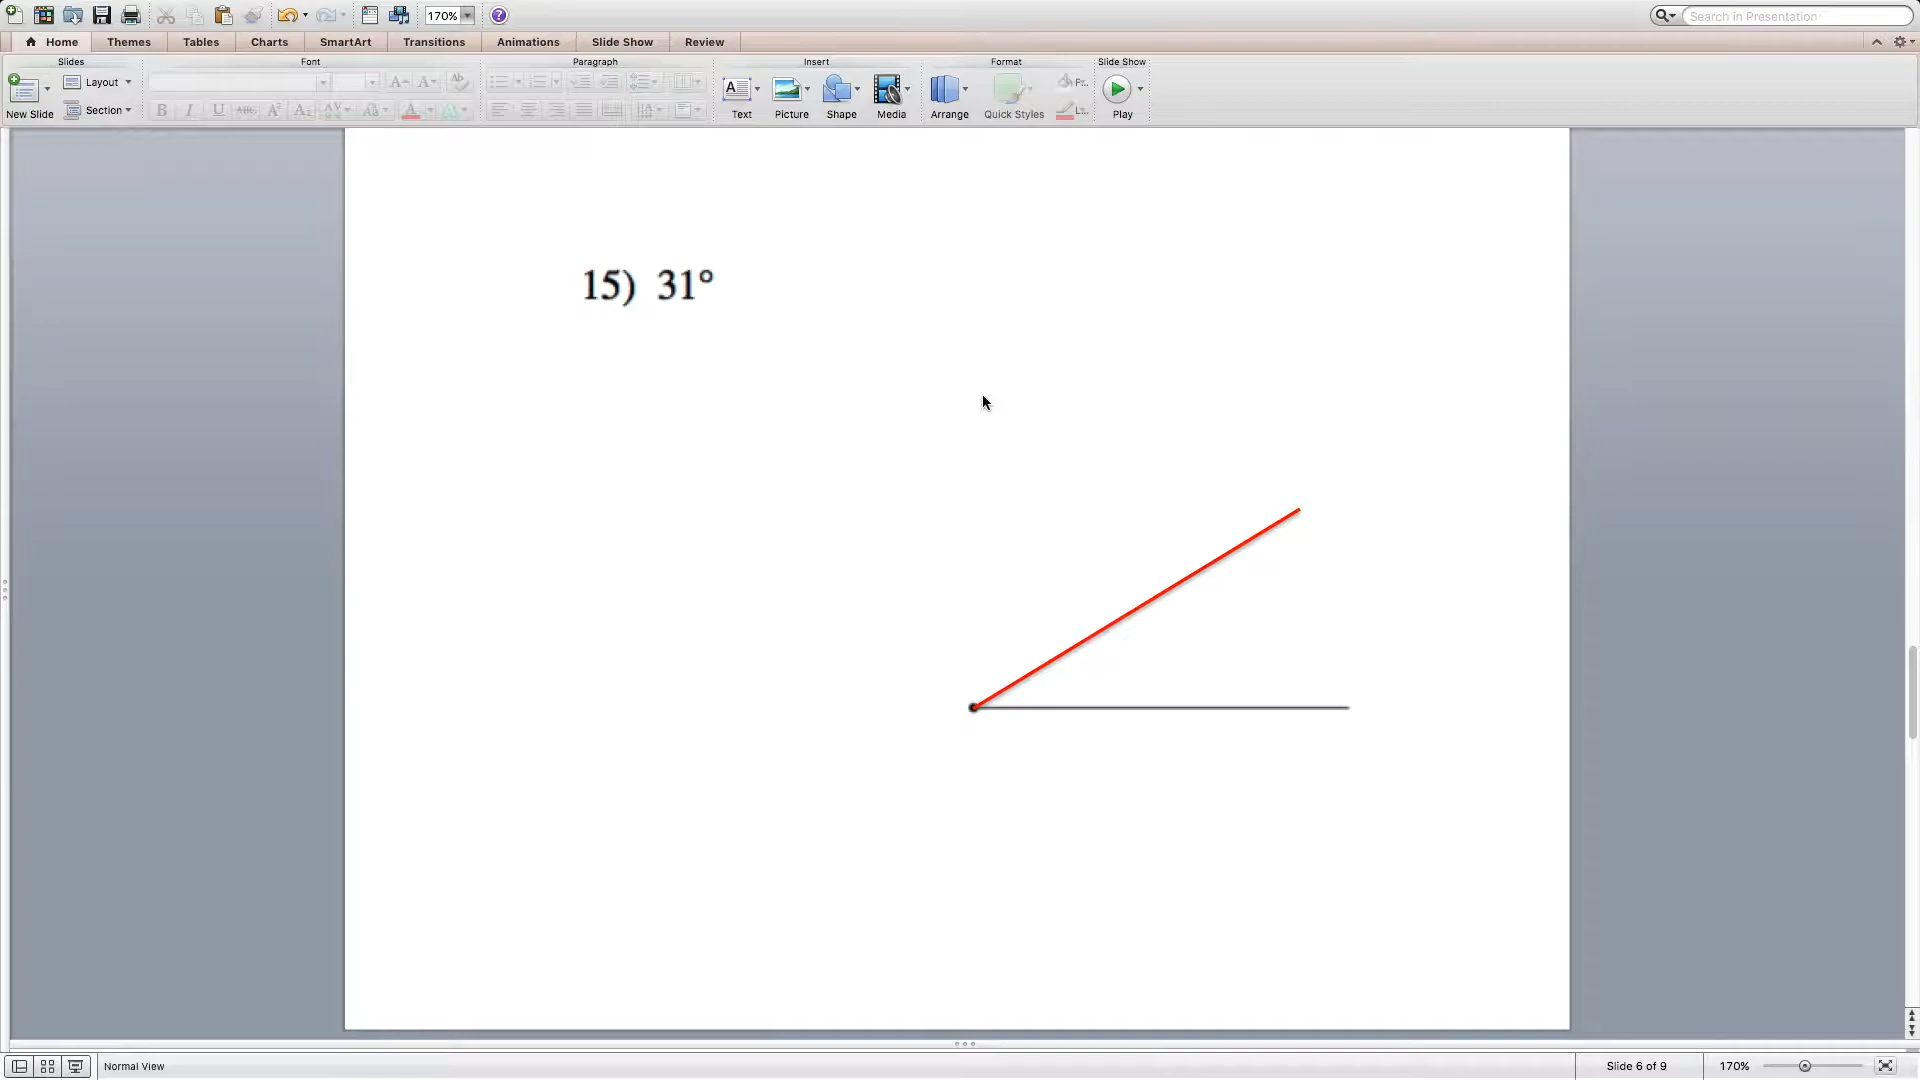 170%
Search in Presentation
Home Themes Tables Charts SmartArt Transitions Animations Slide Show Review
Slides Font Paragraph Insert Format Slide Show
Layout
New Slide Section
Text Picture Shape Media Arrange Quick Styles Play
15) 31°
Normal View Slide 6 of 9 170%